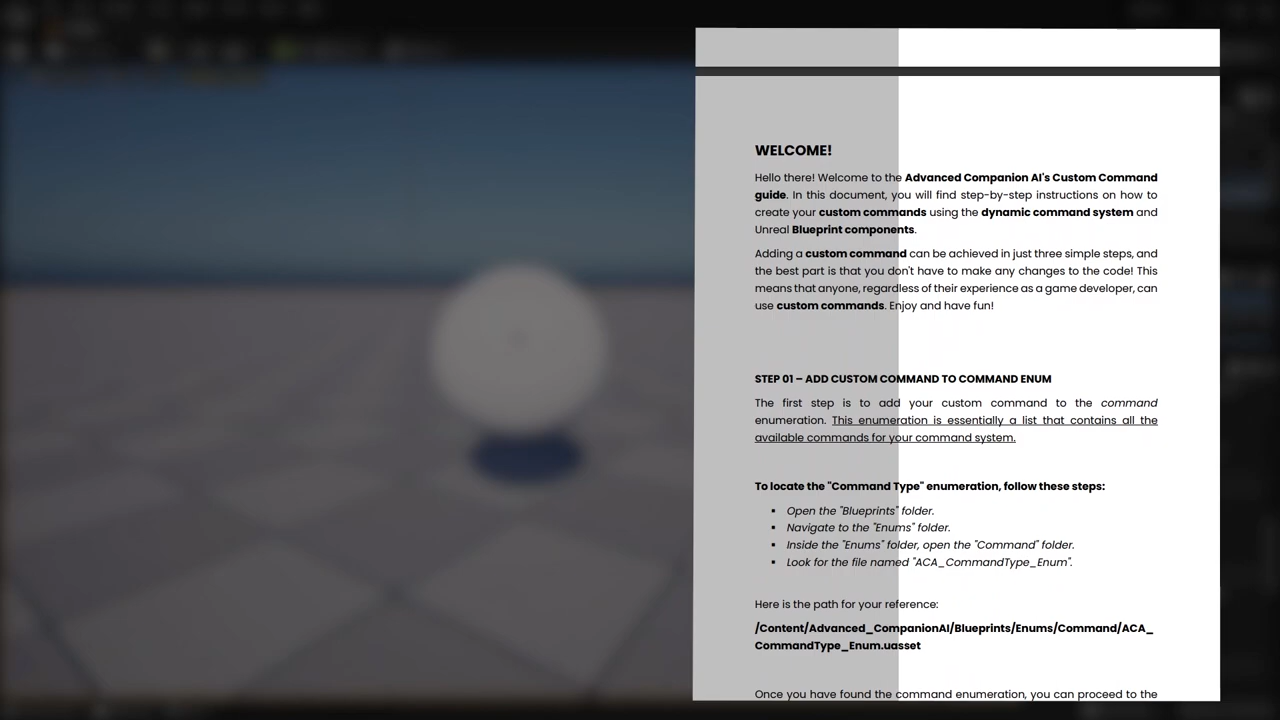 WELCOME!
Hello there! Welcome to the Advanced Companion AI's Custom Command
guide. In this document, you will find step-by-step instructions on how to
create your custom commands using the dynamic command system and
Unreal Blueprint components.
Adding a custom command can be achieved in just three simple steps, and
the best part is that you don't have to make any changes to the code! This
means that anyone, regardless of their experience as a game developer, can
use custom commands. Enjoy and have fun!
STEP 01 – ADD CUSTOM COMMAND TO COMMAND ENUM
The first step is to add your custom command to the command
enumeration. This enumeration is essentially a list that contains all the
available commands for your command system.
To locate the "Command Type" enumeration, follow these steps:
▪ Open the "Blueprints" folder.
▪ Navigate to the "Enums" folder.
▪ Inside the "Enums" folder, open the "Command" folder.
▪ Look for the file named "ACA_CommandType_Enum".
Here is the path for your reference:
/Content/Advanced_CompanionAI/Blueprints/Enums/Command/ACA_
CommandType_Enum.uasset
Once you have found the command enumeration, you can proceed to the